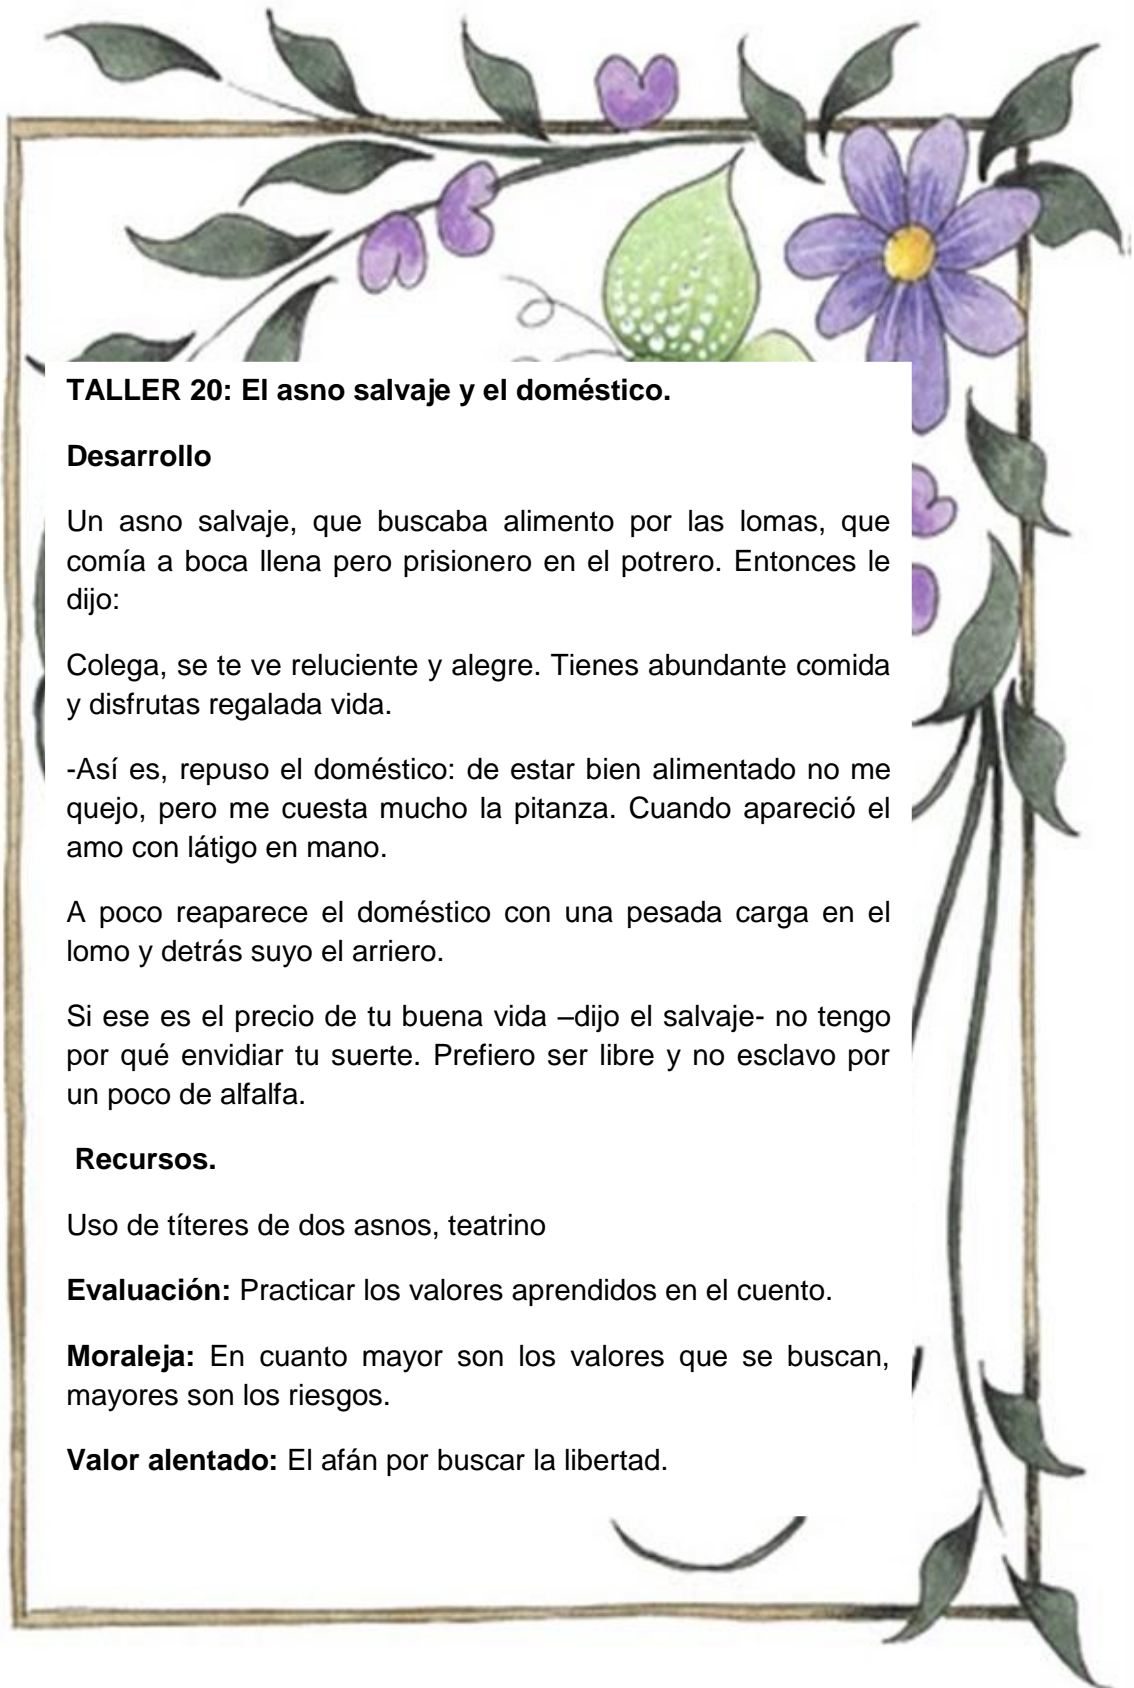 TALLER 20: El asno salvaje y el doméstico.
Desarrollo
Un asno salvaje, que buscaba alimento por las lomas, que
comía a boca llena pero prisionero en el potrero. Entonces le
dijo:
Colega, se te ve reluciente y alegre. Tienes abundante comida
y disfrutas regalada vida.
-Así es, repuso el doméstico: de estar bien alimentado no me
quejo, pero me cuesta mucho la pitanza. Cuando apareció el
amo con látigo en mano.
A poco reaparece el doméstico con una pesada carga en el
lomo y detrás suyo el arriero.
Si ese es el precio de tu buena vida –dijo el salvaje- no tengo
por qué envidiar tu suerte. Prefiero ser libre y no esclavo por
un poco de alfalfa.
Recursos.
Uso de títeres de dos asnos, teatrino
Evaluación: Practicar los valores aprendidos en el cuento.
Moraleja: En cuanto mayor son los valores que se buscan,
mayores son los riesgos.
Valor alentado: El afán por buscar la libertad.